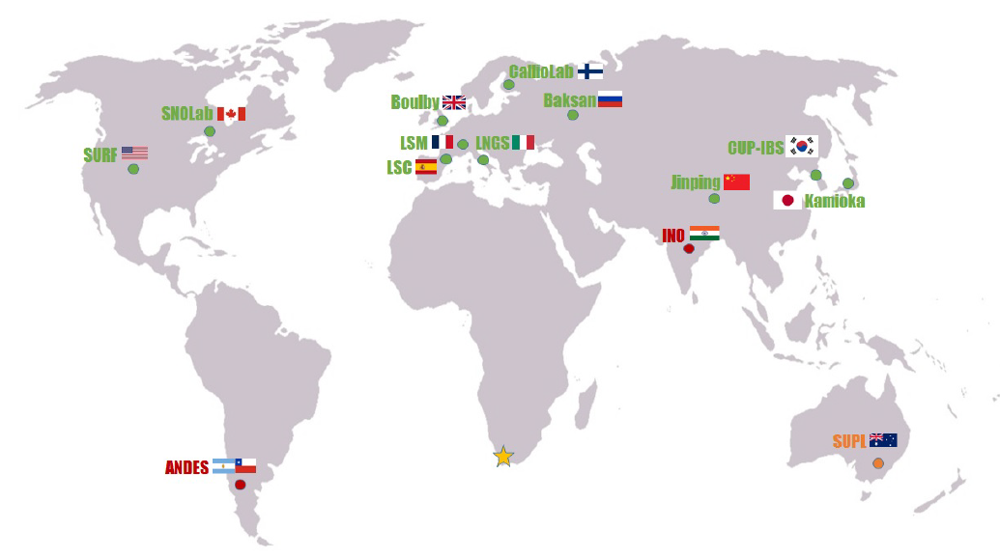 CallioLab
Boulby
Baksan
SNOLab
LSM
LNGS
SURF
CUP-IBS
LSC
Jinping
Kamioka
INO
SUPL
ANDES